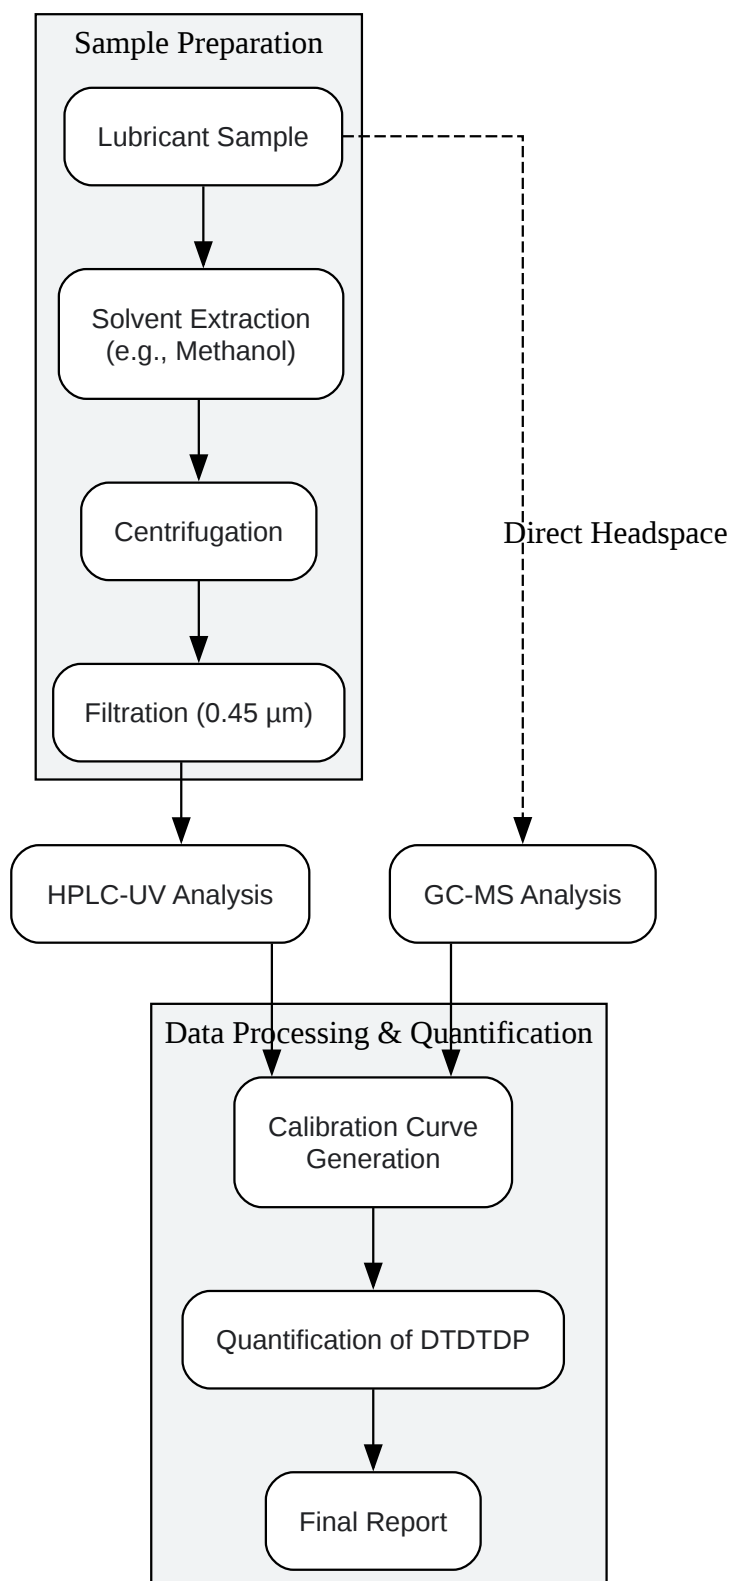 Sample Preparation
Lubricant Sample
Solvent Extraction
(e.g., Methanol)
Centrifugation
Direct Headspace
Filtration (0.45 µm)
HPLC-UV Analysis
GC-MS Analysis
Data Processing & Quantification
Calibration Curve
Generation
Quantification of DTDTDP
Final Report